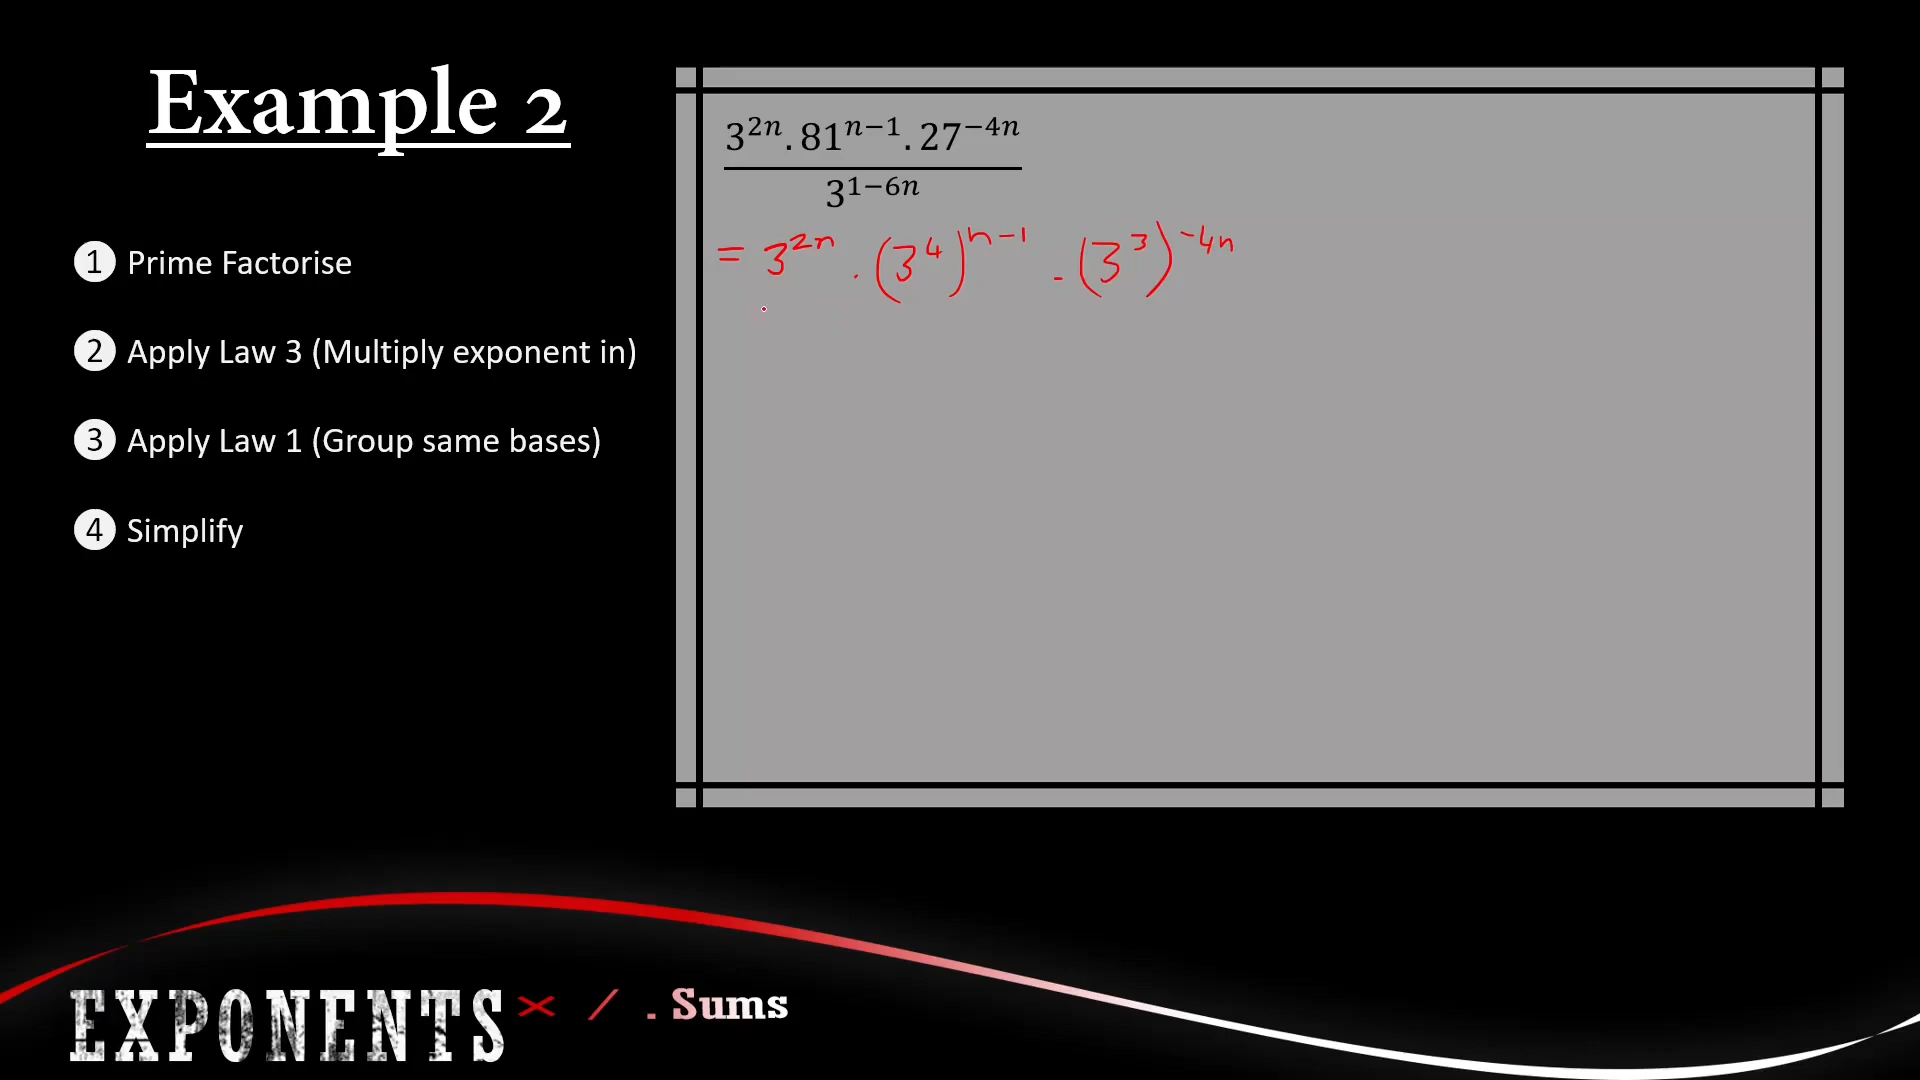 Example 2
① Prime Factorise
② Apply Law 3 (Multiply exponent in)
③ Apply Law 1 (Group same bases)
④ Simplify
3^{2n} . 81^{n−1} . 27^{−4n}
3^{1−6n}
= 3^{2n} . (3^4)^{n−1} . (3^3)^{−4n}
EXPONENTS × / . Sums